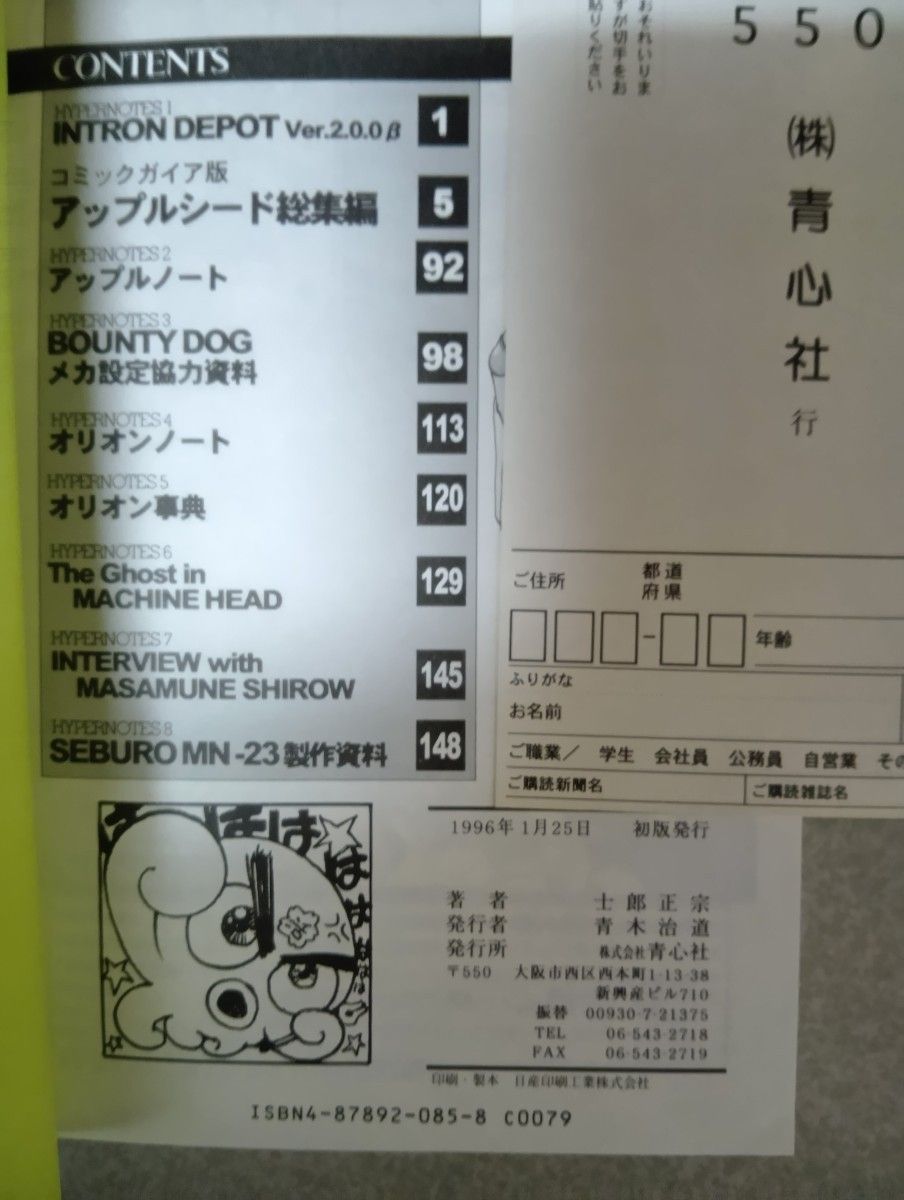 CONTENTS
HYPERNOTES 1
INTRON DEPOT Ver.2.0.0β 1
コミックガイア版
アップルシード総集編 5
HYPERNOTES 2
アップルノート 92
HYPERNOTES 3
BOUNTY DOG
メカ設定協力資料 98
HYPERNOTES 4
オリオンノート 113
HYPERNOTES 5
オリオン事典 120
HYPERNOTES 6
The Ghost in
MACHINE HEAD 129
HYPERNOTES 7
INTERVIEW with
MASAMUNE SHIROW 145
HYPERNOTES 8
SEBURO MN-23製作資料 148
おそれいりま
すが切手をお
貼りください
550
(株)青心社 行
ご住所 都道
府県
年齢
ふりがな
お名前
ご職業/ 学生 会社員 公務員 自営業 その
ご購読新聞名 ご購読雑誌名
ははははははは
1996年1月25日 初版発行
著者 士郎正宗
発行者 青木治道
発行所 株式会社青心社
〒550 大阪市西区西本町1-13-38
新興産ビル710
振替 00930-7-21375
TEL 06-543-2718
FAX 06-543-2719
印刷・製本 日産印刷工業株式会社
ISBN4-87892-085-8 C0079